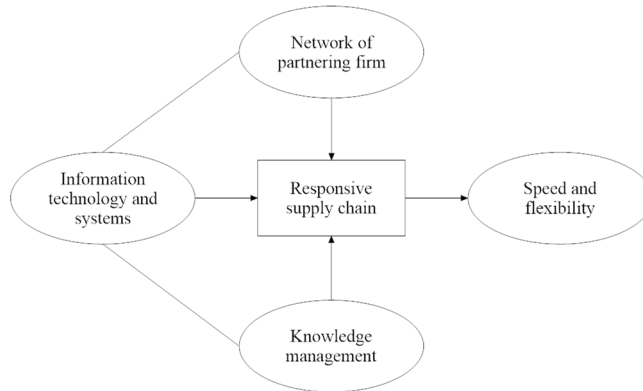 Network of
partnering firm
Information
technology and
systems
Responsive
supply chain
Speed and
flexibility
Knowledge
management